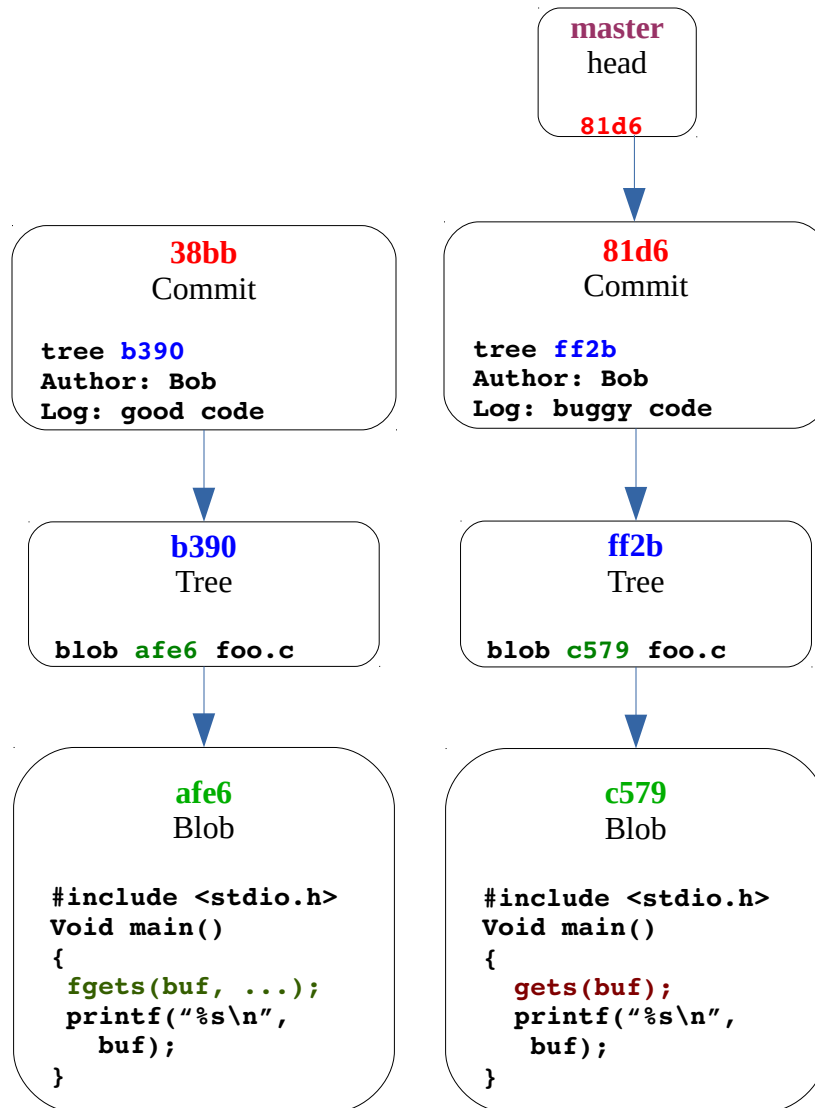 master
head
81d6
38bb
Commit
tree b390
Author: Bob
Log: good code
81d6
Commit
tree ff2b
Author: Bob
Log: buggy code
b390
Tree
blob afe6 foo.c
ff2b
Tree
blob c579 foo.c
afe6
Blob
#include <stdio.h>
Void main()
{
fgets(buf, ...);
printf(“%s\n”,
buf);
}
c579
Blob
#include <stdio.h>
Void main()
{
gets(buf);
printf(“%s\n”,
buf);
}